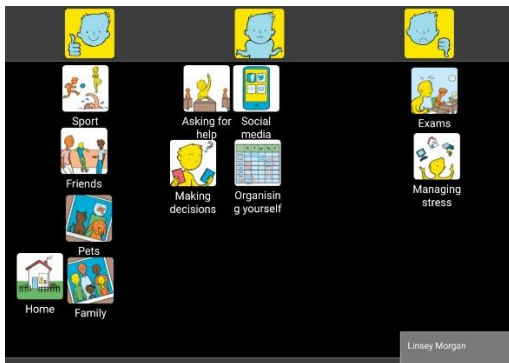 Sport
Friends
Pets
Home
Family
Asking for
help
Social
media
Making
decisions
Organisin
g yourself
Exams
Managing
stress
Linsey Morgan